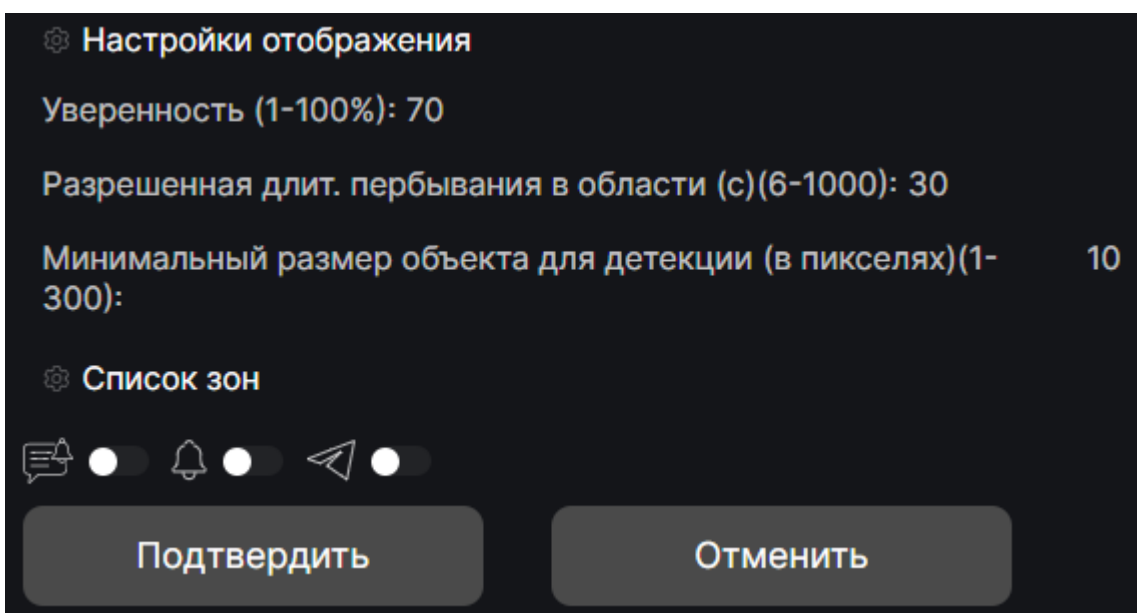 Настройки отображения
Уверенность (1-100%): 70
Разрешенная длит. пербывания в области (с)(6-1000): 30
Минимальный размер объекта для детекции (в пикселях)(1- 10
300):
Список зон
Подтвердить Отменить